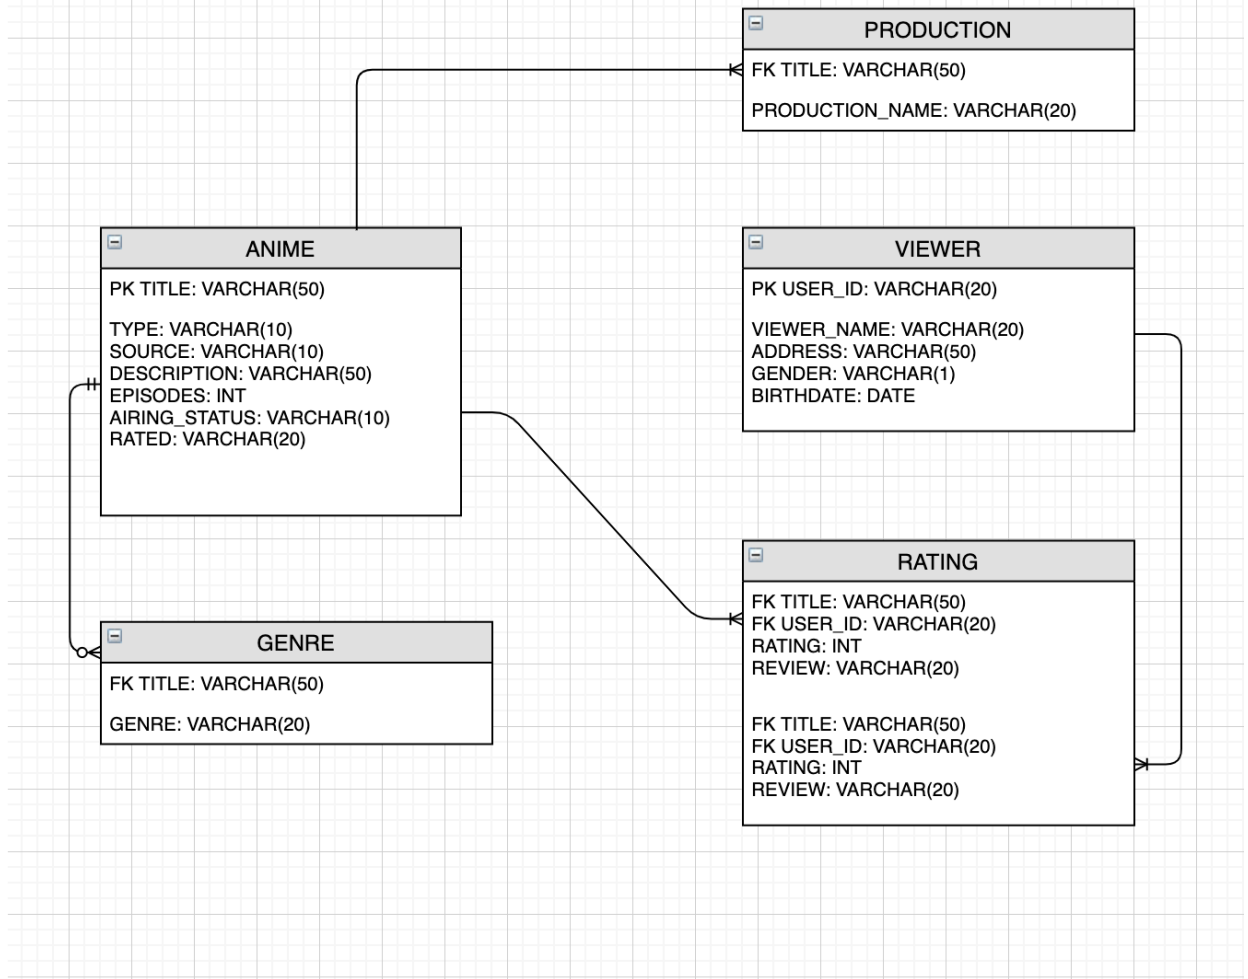 PRODUCTION
FK TITLE: VARCHAR(50)
PRODUCTION_NAME: VARCHAR(20)
ANIME
PK TITLE: VARCHAR(50)
TYPE: VARCHAR(10)
SOURCE: VARCHAR(10)
DESCRIPTION: VARCHAR(50)
EPISODES: INT
AIRING_STATUS: VARCHAR(10)
RATED: VARCHAR(20)
VIEWER
PK USER_ID: VARCHAR(20)
VIEWER_NAME: VARCHAR(20)
ADDRESS: VARCHAR(50)
GENDER: VARCHAR(1)
BIRTHDATE: DATE
GENRE
FK TITLE: VARCHAR(50)
GENRE: VARCHAR(20)
RATING
FK TITLE: VARCHAR(50)
FK USER_ID: VARCHAR(20)
RATING: INT
REVIEW: VARCHAR(20)
FK TITLE: VARCHAR(50)
FK USER_ID: VARCHAR(20)
RATING: INT
REVIEW: VARCHAR(20)